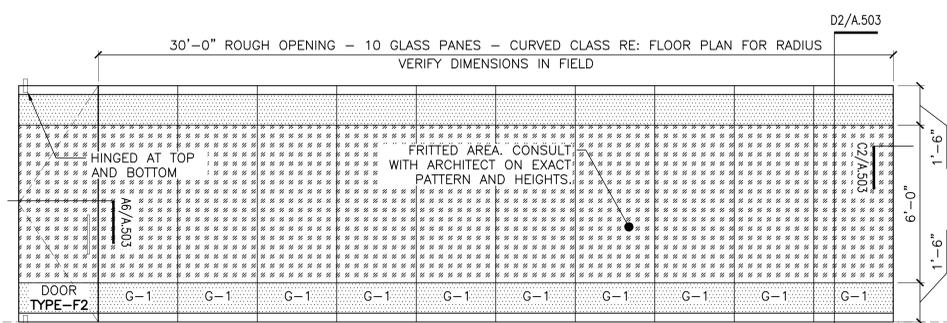 D2/A.503
30'-0" ROUGH OPENING – 10 GLASS PANES – CURVED CLASS RE: FLOOR PLAN FOR RADIUS
VERIFY DIMENSIONS IN FIELD
HINGED AT TOP
AND BOTTOM
FRITTED AREA. CONSULT
WITH ARCHITECT ON EXACT
PATTERN AND HEIGHTS.
C2/A.503
1'-6"
6'-0"
1'-6"
A6/A.503
DOOR
TYPE-F2
G-1 G-1 G-1 G-1 G-1 G-1 G-1 G-1 G-1 G-1